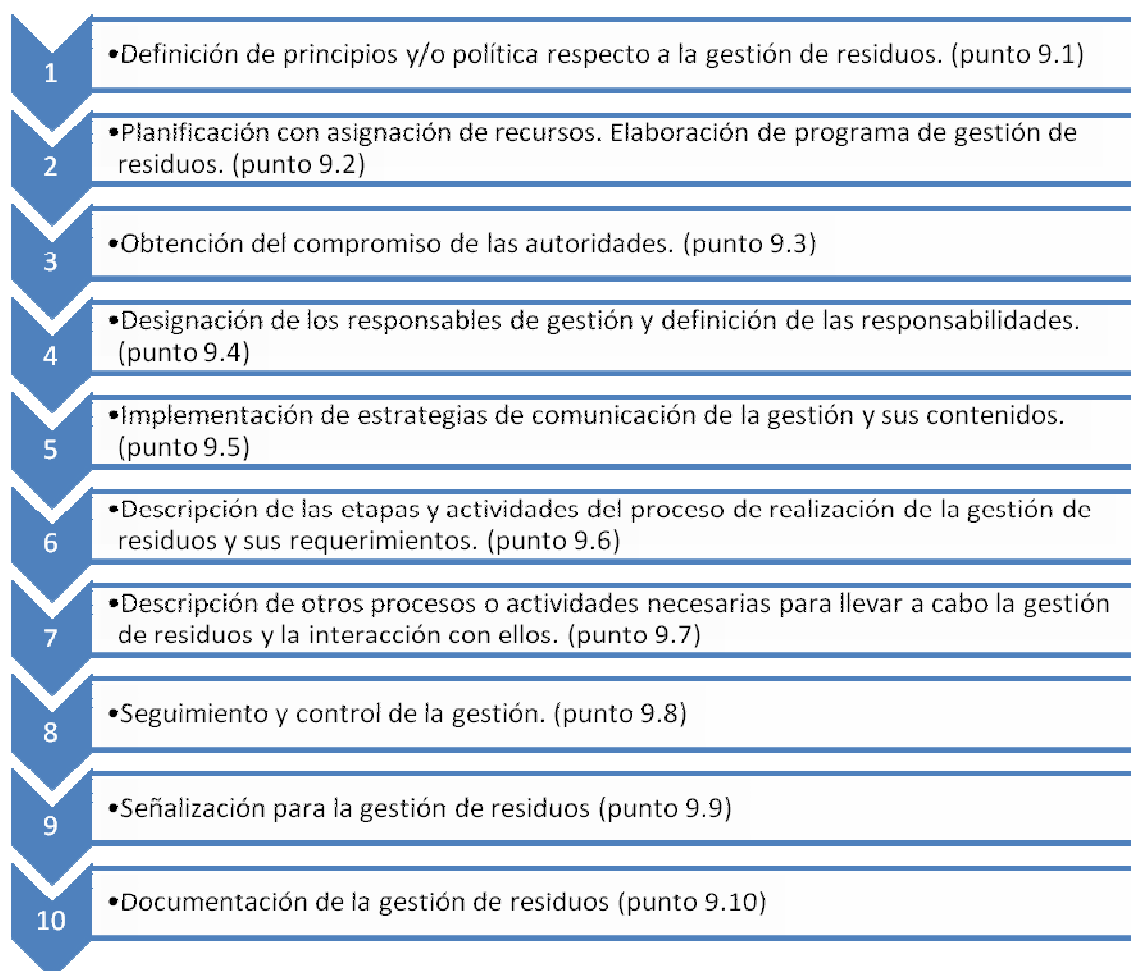 1
•Definición de principios y/o política respecto a la gestión de residuos. (punto 9.1)
2
•Planificación con asignación de recursos. Elaboración de programa de gestión de
residuos. (punto 9.2)
3
•Obtención del compromiso de las autoridades. (punto 9.3)
4
•Designación de los responsables de gestión y definición de las responsabilidades.
(punto 9.4)
5
•Implementación de estrategias de comunicación de la gestión y sus contenidos.
(punto 9.5)
6
•Descripción de las etapas y actividades del proceso de realización de la gestión de
residuos y sus requerimientos. (punto 9.6)
7
•Descripción de otros procesos o actividades necesarias para llevar a cabo la gestión
de residuos y la interacción con ellos. (punto 9.7)
8
•Seguimiento y control de la gestión. (punto 9.8)
9
•Señalización para la gestión de residuos (punto 9.9)
10
•Documentación de la gestión de residuos (punto 9.10)